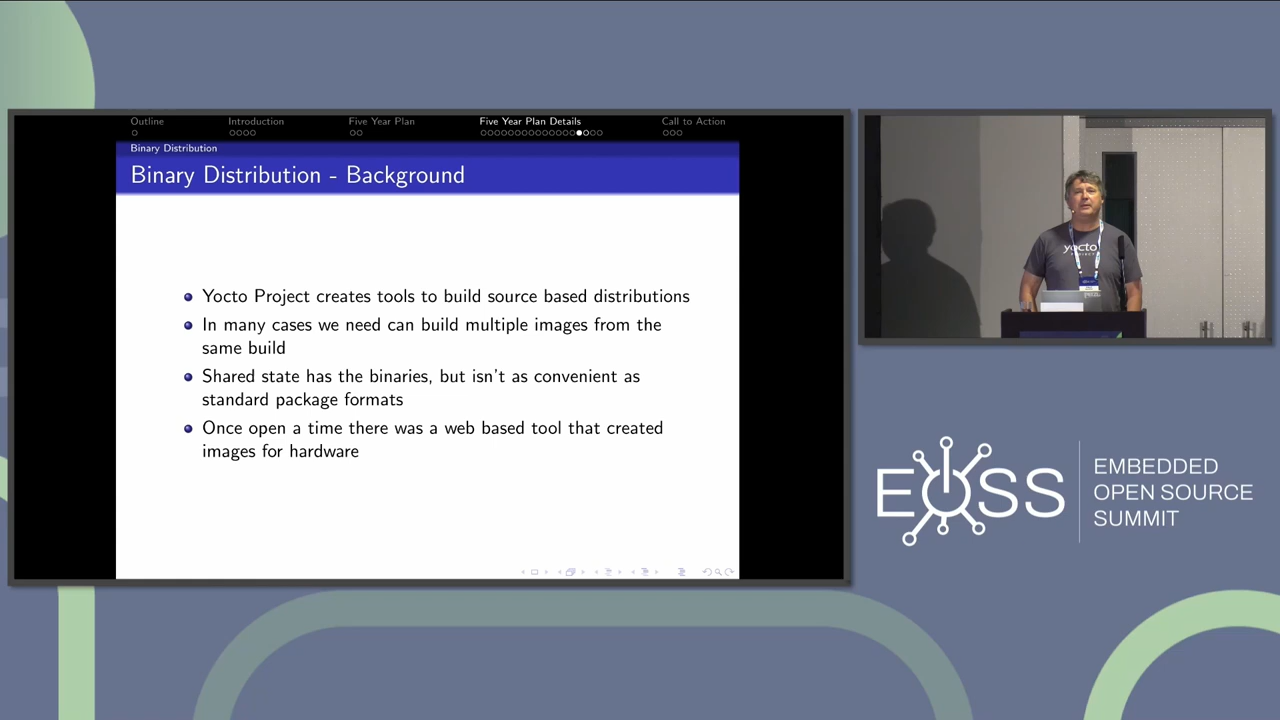 Outline
Introduction
Five Year Plan
Five Year Plan Details
Call to Action
Binary Distribution
Binary Distribution - Background
Yocto Project creates tools to build source based distributions
In many cases we need can build multiple images from the
same build
Shared state has the binaries, but isn't as convenient as
standard package formats
Once open a time there was a web based tool that created
images for hardware
yocto
PROJECT
EOSS
EMBEDDED
OPEN SOURCE
SUMMIT